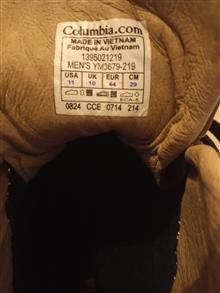 Columbia.com
MADE IN VIETNAM
Fabriqué Au Vietnam
1395021219
MEN'S YM3679-219
USA UK EUR CM
11 10 44 29
0824 CCE 0714 214